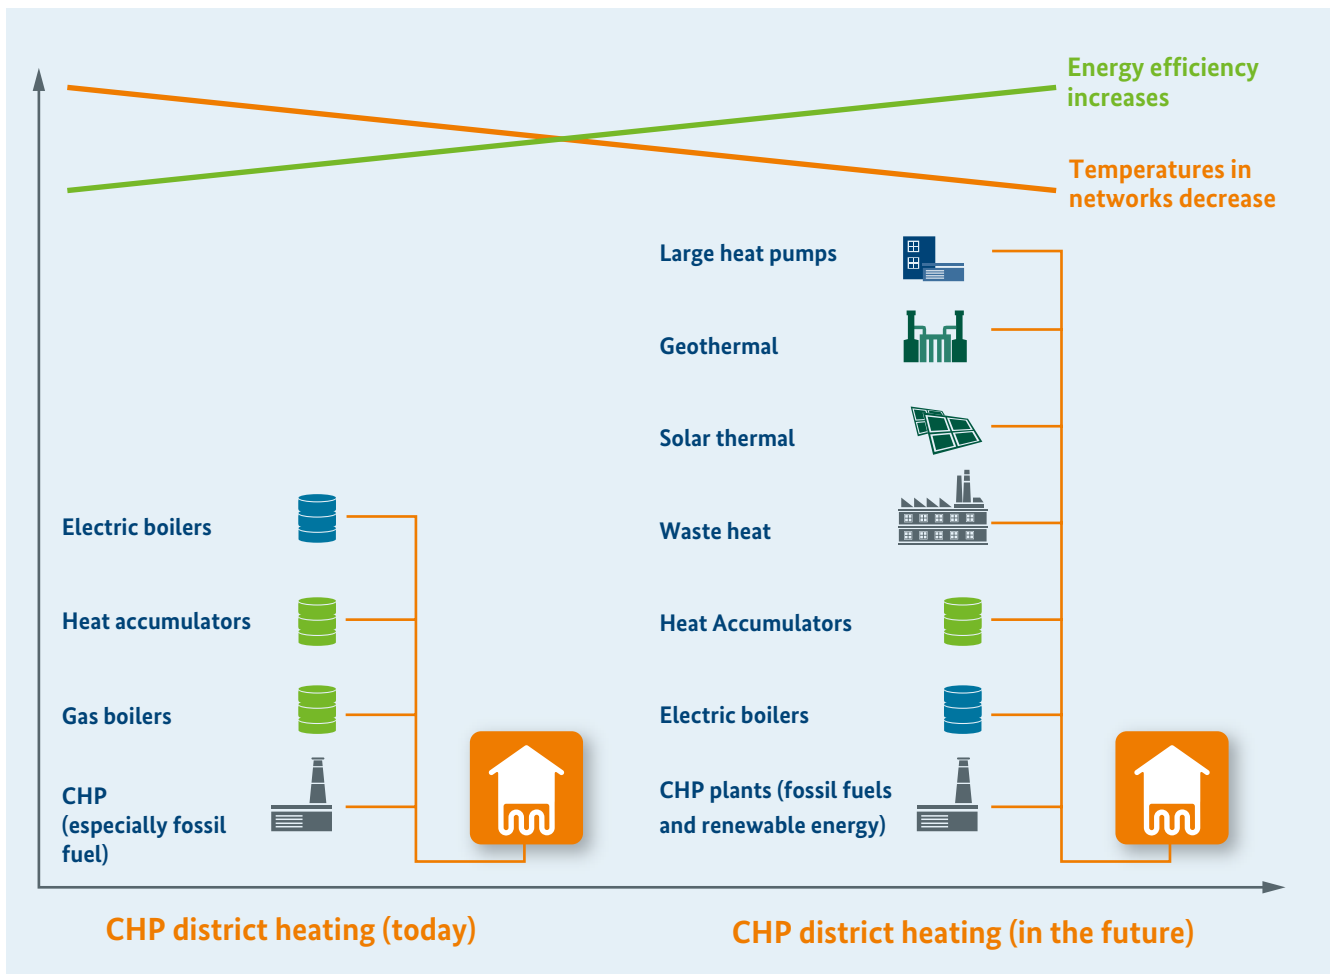 Energy efficiency
increases
Temperatures in
networks decrease
Electric boilers
Heat accumulators
Gas boilers
CHP
(especially fossil
fuel)
Large heat pumps
Geothermal
Solar thermal
Waste heat
Heat Accumulators
Electric boilers
CHP plants (fossil fuels
and renewable energy)
CHP district heating (today)
CHP district heating (in the future)